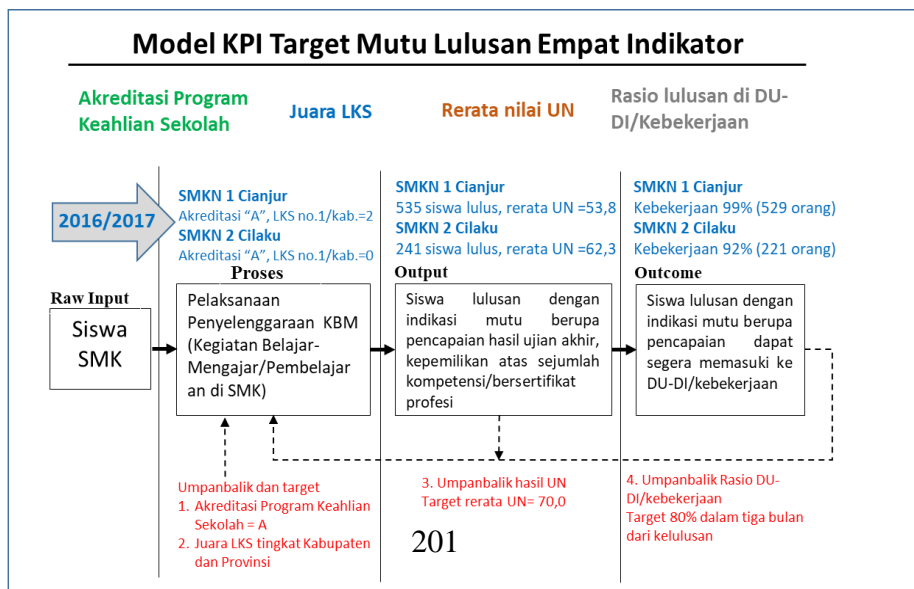 Model KPI Target Mutu Lulusan Empat Indikator
Akreditasi Program
Keahlian Sekolah
Juara LKS
Rerata nilai UN
Rasio lulusan di DU-
DI/Kebekerjaan
2016/2017
SMKN 1 Cianjur
Akreditasi “A”, LKS no.1/kab.=2
SMKN 2 Cilaku
Akreditasi “A”, LKS no.1/kab.=0
SMKN 1 Cianjur
535 siswa lulus, rerata UN =53,8
SMKN 2 Cilaku
241 siswa lulus, rerata UN =62,3
SMKN 1 Cianjur
Kebekerjaan 99% (529 orang)
SMKN 2 Cilaku
Kebekerjaan 92% (221 orang)
Raw Input
Siswa
SMK
Proses
Pelaksanaan
Penyelenggaraan KBM
(Kegiatan Belajar-
Mengajar/Pembelajar
an di SMK)
Output
Siswa lulusan dengan
indikasi mutu berupa
pencapaian hasil ujian akhir,
kepemilikan atas sejumlah
kompetensi/bersertifikat
profesi
Outcome
Siswa lulusan dengan
indikasi mutu berupa
pencapaian dapat
segera memasuki ke
DU-DI/kebekerjaan
Umpanbalik dan target
1. Akreditasi Program Keahlian
Sekolah = A
2. Juara LKS tingkat Kabupaten
dan Provinsi
3. Umpanbalik hasil UN
Target rerata UN= 70,0
4. Umpanbalik Rasio DU-
DI/kebekerjaan
Target 80% dalam tiga bulan
dari kelulusan
201